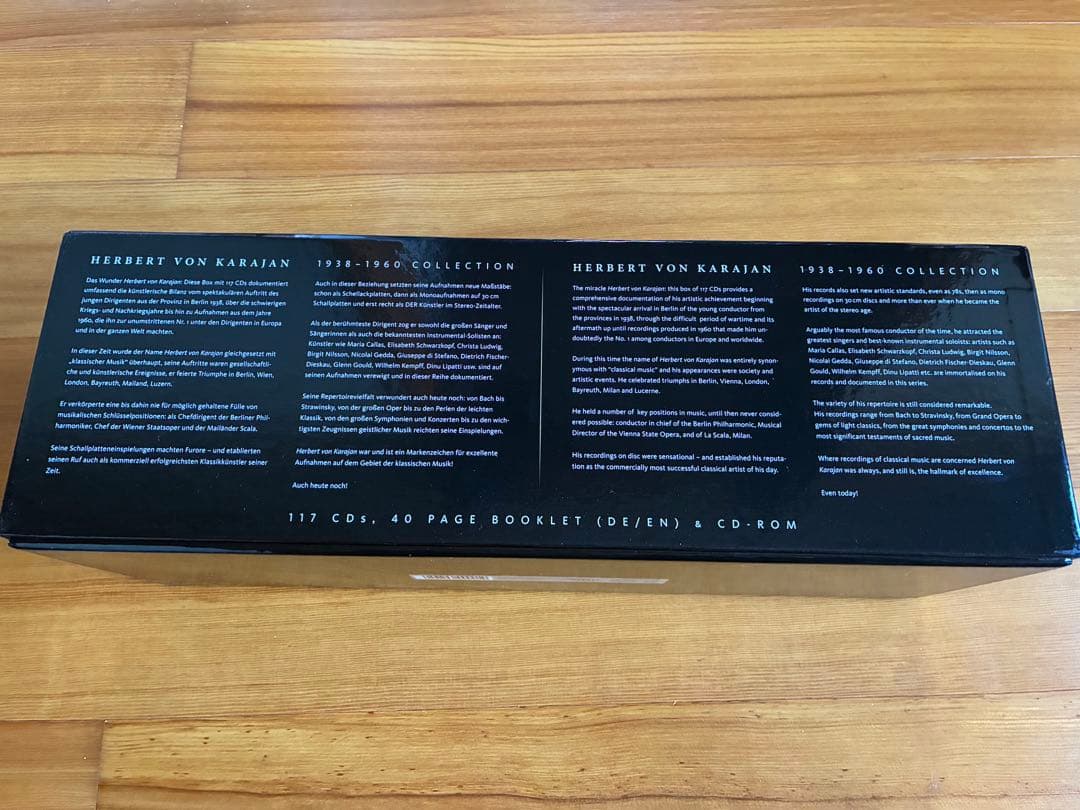 HERBERT VON KARAJAN
Das Wunder Herbert von Karajan: Diese Box mit 117 CDs dokumentiert
umfassend die künstlerische Bilanz vom spektakulären Auftritt des
jungen Dirigenten aus der Provinz in Berlin 1938, über die schwierigen
Kriegs- und Nachkriegsjahre bis hin zu Aufnahmen aus dem Jahre
1960, die ihn zur unumstrittenen Nr. 1 unter den Dirigenten in Europa
und in der ganzen Welt machten.
In dieser Zeit wurde der Name Herbert von Karajan gleichgesetzt mit
„klassischer Musik“ überhaupt, seine Auftritte waren gesellschaftli-
che und künstlerische Ereignisse, er feierte Triumphe in Berlin, Wien,
London, Bayreuth, Mailand, Luzern.
Er verkörperte eine bis dahin nie für möglich gehaltene Fülle von
musikalischen Schlüsselpositionen: als Chefdirigent der Berliner Phil-
harmoniker, Chef der Wiener Staatsoper und der Mailänder Scala.
Seine Schallplatteneinspielungen machten Furore – und etablierten
seinen Ruf auch als kommerziell erfolgreichsten Klassikkünstler seiner
Zeit.
1938–1960 COLLECTION
Auch in dieser Beziehung setzten seine Aufnahmen neue Maßstäbe:
schon als Schellackplatten, dann als Monoaufnahmen auf 30 cm
Schallplatten und erst recht als DER Künstler im Stereo-Zeitalter.
Als der berühmteste Dirigent zog er sowohl die großen Sänger und
Sängerinnen als auch die bekanntesten Instrumental-Solisten an:
Künstler wie Maria Callas, Elisabeth Schwarzkopf, Christa Ludwig,
Birgit Nilsson, Nicolai Gedda, Giuseppe di Stefano, Dietrich Fischer-
Dieskau, Glenn Gould, Wilhelm Kempff, Dinu Lipatti usw. sind auf
seinen Aufnahmen verewigt und in dieser Reihe dokumentiert.
Seine Repertoirevielfalt verwundert auch heute noch: von Bach bis
Strawinsky, von der großen Oper bis zu den Perlen der leichten
Klassik, von den großen Symphonien und Konzerten bis zu den wich-
tigsten Zeugnissen geistlicher Musik reichten seine Einspielungen.
Herbert von Karajan war und ist ein Markenzeichen für exzellente
Aufnahmen auf dem Gebiet der klassischen Musik!
Auch heute noch!
HERBERT VON KARAJAN
The miracle Herbert von Karajan: this box of 117 CDs provides a
comprehensive documentation of his artistic achievement beginning
with the spectacular arrival in Berlin of the young conductor from
the provinces in 1938, through the difficult period of wartime and its
aftermath up until recordings produced in 1960 that made him un-
doubtedly the No. 1 among conductors in Europe and worldwide.
During this time the name of Herbert von Karajan was entirely synon-
ymous with “classical music” and his appearances were society and
artistic events. He celebrated triumphs in Berlin, Vienna, London,
Bayreuth, Milan and Lucerne.
He held a number of key positions in music, until then never consid-
ered possible: conductor in chief of the Berlin Philharmonic, Musical
Director of the Vienna State Opera, and of La Scala, Milan.
His recordings on disc were sensational – and established his reputa-
tion as the commercially most successful classical artist of his day.
1938–1960 COLLECTION
His records also set new artistic standards, even as 78s, then as mono
recordings on 30 cm discs and more than ever when he became the
artist of the stereo age.
Arguably the most famous conductor of the time, he attracted the
greatest singers and best-known instrumental soloists: artists such as
Maria Callas, Elisabeth Schwarzkopf, Christa Ludwig, Birgit Nilsson,
Nicolai Gedda, Giuseppe di Stefano, Dietrich Fischer-Dieskau, Glenn
Gould, Wilhelm Kempff, Dinu Lipatti etc. are immortalised on his
records and documented in this series.
The variety of his repertoire is still considered remarkable.
His recordings range from Bach to Stravinsky, from Grand Opera to
gems of light classics, from the great symphonies and concertos to the
most significant testaments of sacred music.
Where recordings of classical music are concerned Herbert von
Karajan was always, and still is, the hallmark of excellence.
Even today!
117 CDs, 40 PAGE BOOKLET (DE/EN) & CD-ROM